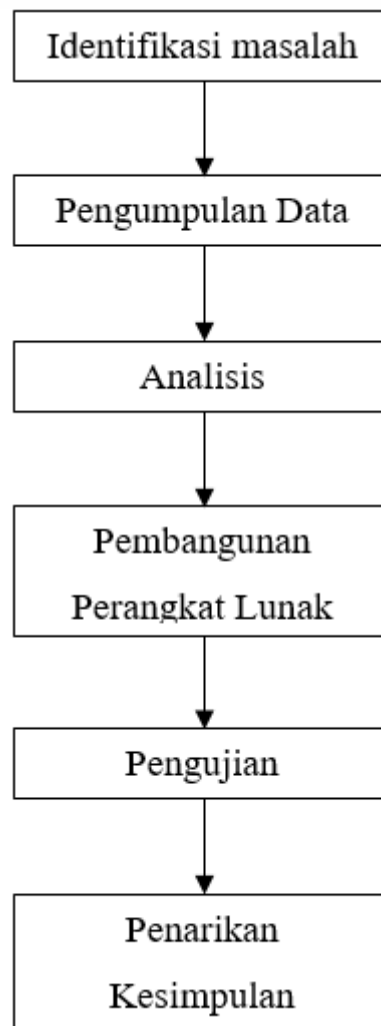 Identifikasi masalah
Pengumpulan Data
Analisis
Pembangunan
Perangkat Lunak
Pengujian
Penarikan
Kesimpulan